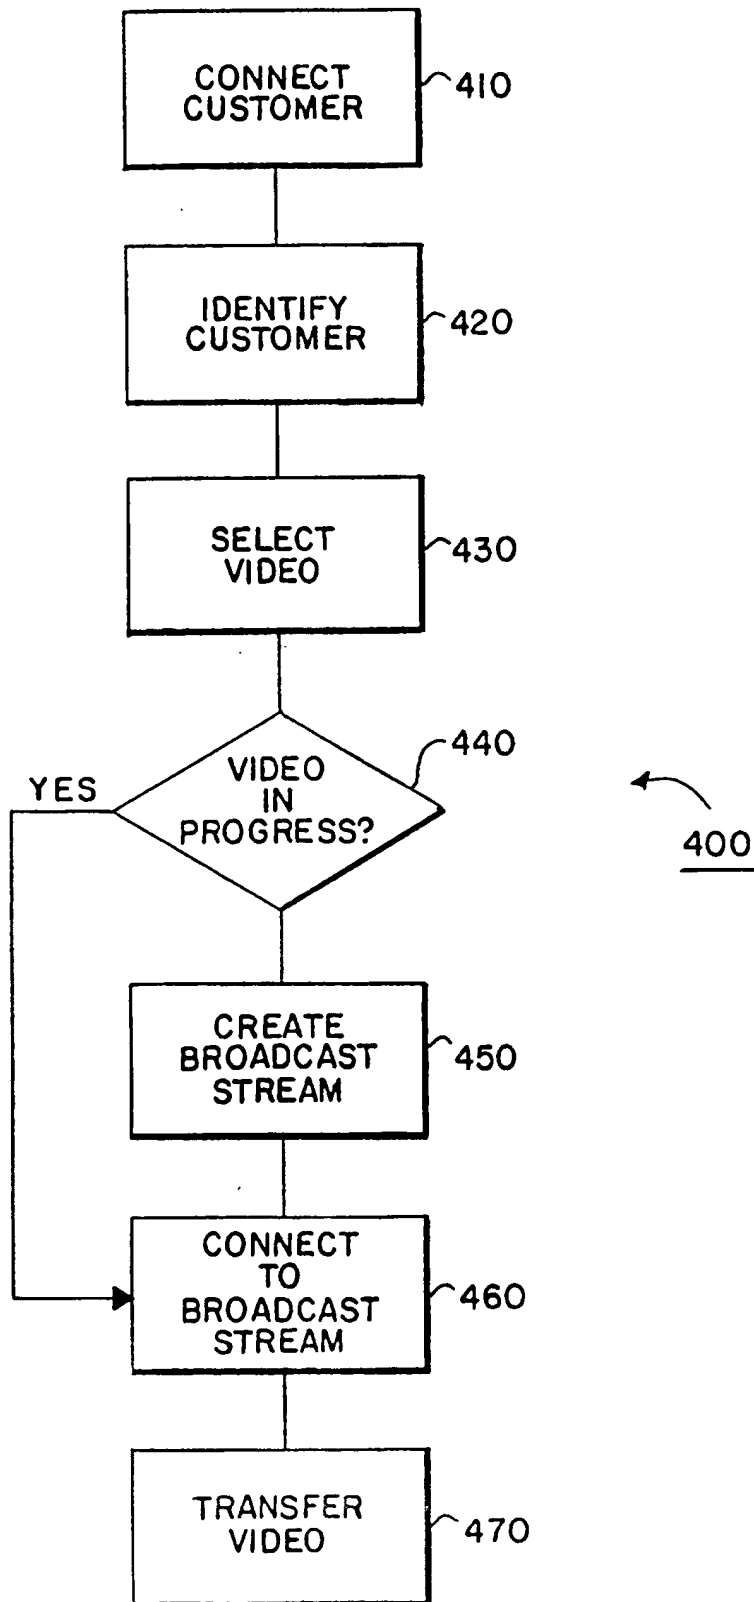 CONNECT
CUSTOMER
410
IDENTIFY
CUSTOMER
420
SELECT
VIDEO
430
440
VIDEO
IN
PROGRESS?
YES
400
CREATE
BROADCAST
STREAM
450
CONNECT
TO
BROADCAST
STREAM
460
TRANSFER
VIDEO
470